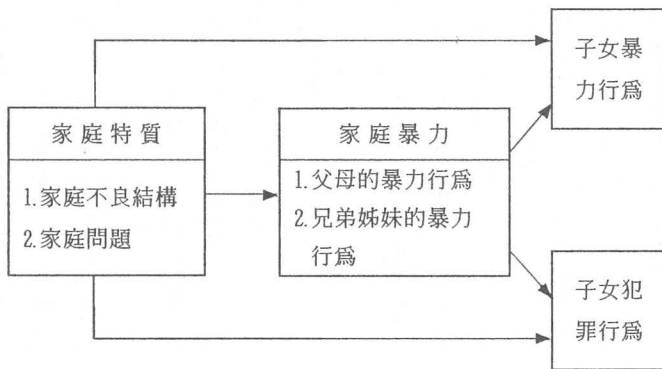 子女暴
力行爲
家庭特質
1.家庭不良結構
2.家庭問題
家庭暴力
1.父母的暴力行爲
2.兄弟姊妹的暴力
行爲
子女犯
罪行爲